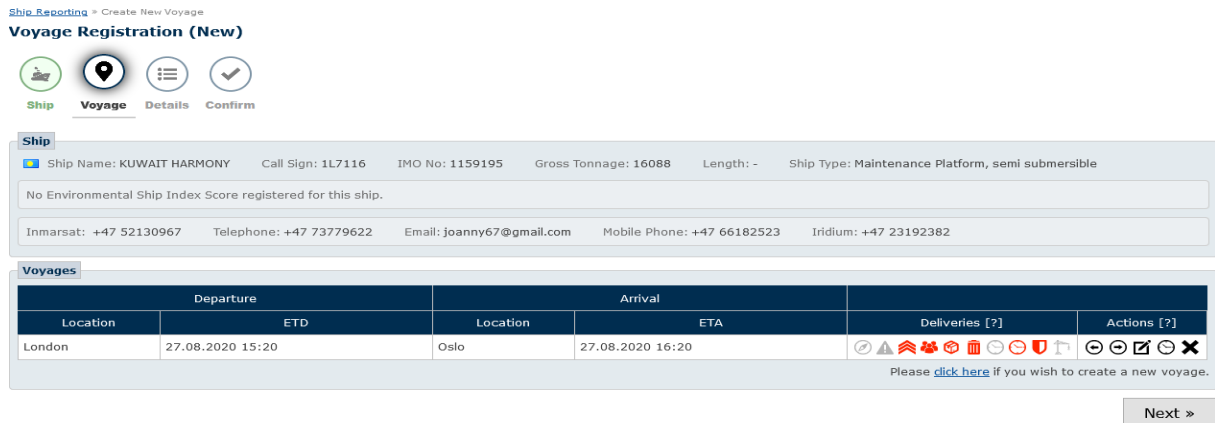 Ship Reporting » Create New Voyage
Voyage Registration (New)
Ship Voyage Details Confirm
Ship
Ship Name: KUWAIT HARMONY Call Sign: 1L7116 IMO No: 1159195 Gross Tonnage: 16088 Length: - Ship Type: Maintenance Platform, semi submersible
No Environmental Ship Index Score registered for this ship.
Inmarsat: +47 52130967 Telephone: +47 73779622 Email: joanny67@gmail.com Mobile Phone: +47 66182523 Iridium: +47 23192382
Voyages
Departure Arrival
Location ETD Location ETA Deliveries [?] Actions [?]
London 27.08.2020 15:20 Oslo 27.08.2020 16:20
Please click here if you wish to create a new voyage.
Next »